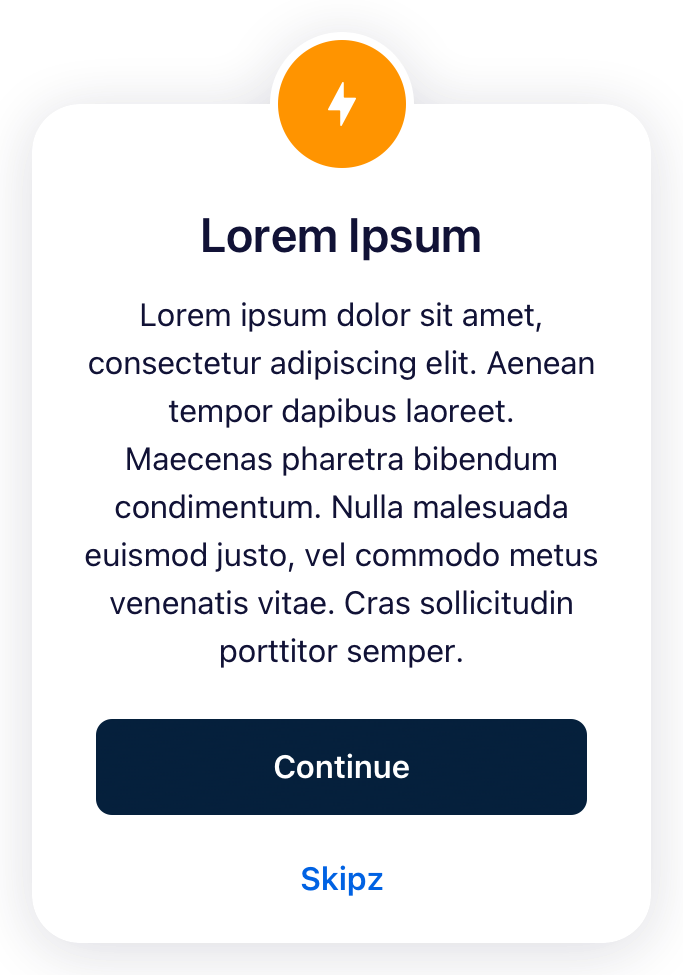 Lorem Ipsum
Lorem ipsum dolor sit amet,
consectetur adipiscing elit. Aenean
tempor dapibus laoreet.
Maecenas pharetra bibendum
condimentum. Nulla malesuada
euismod justo, vel commodo metus
venenatis vitae. Cras sollicitudin
porttitor semper.
Continue
Skipz